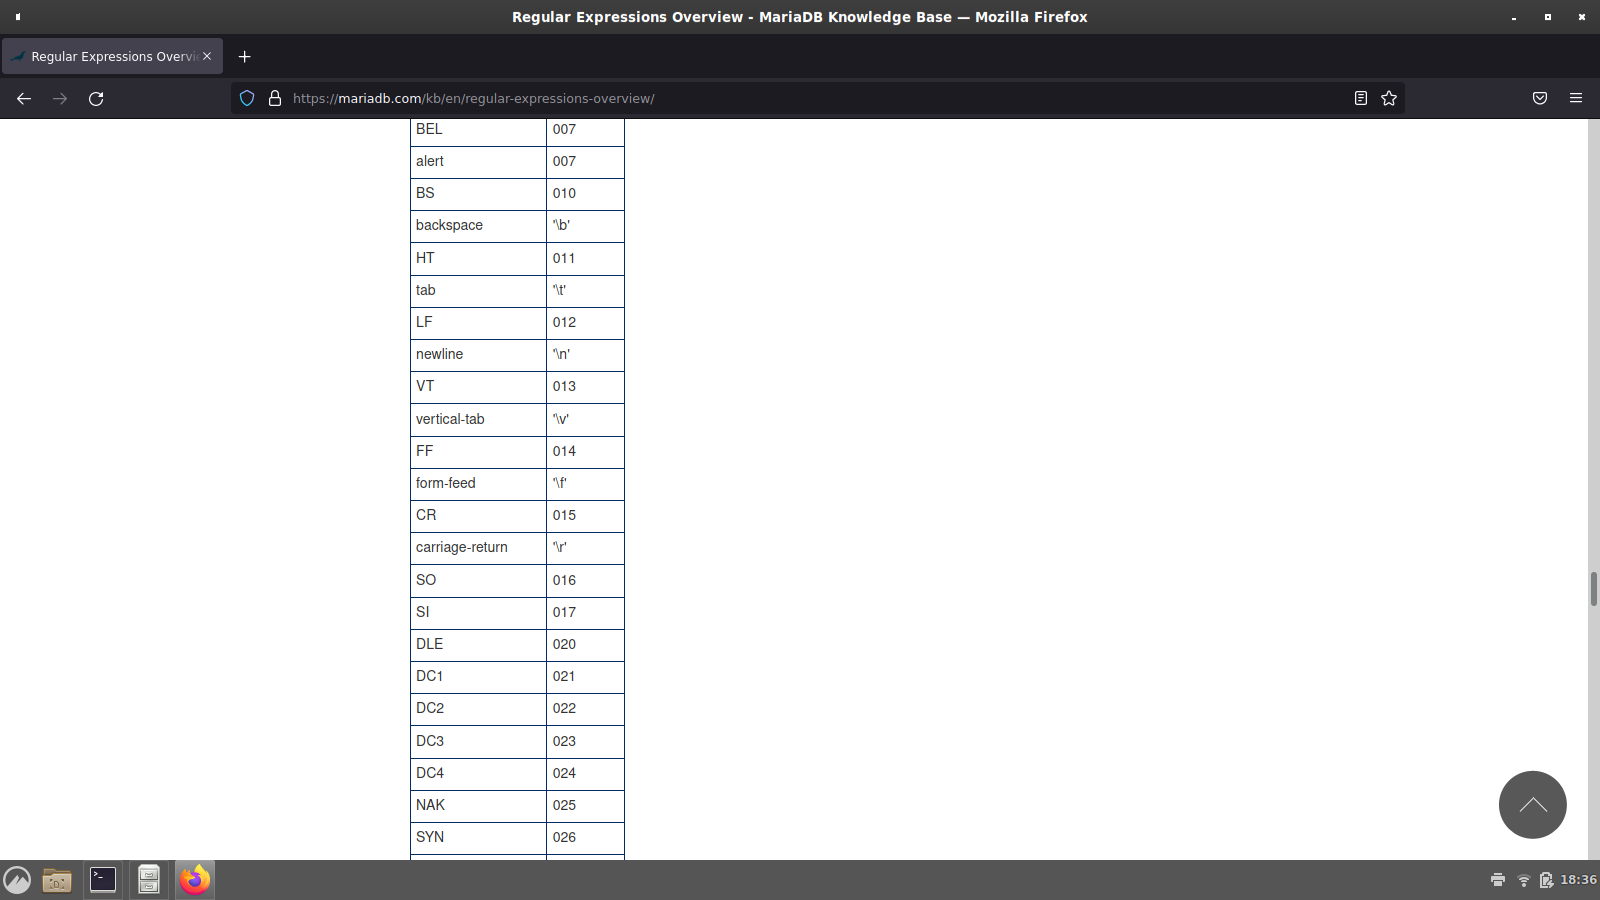 Regular Expressions Overview - MariaDB Knowledge Base — Mozilla Firefox
Regular Expressions Overvi
https://mariadb.com/kb/en/regular-expressions-overview/
BEL 007
alert 007
BS 010
backspace '\b'
HT 011
tab '\t'
LF 012
newline '\n'
VT 013
vertical-tab '\v'
FF 014
form-feed '\f'
CR 015
carriage-return '\r'
SO 016
SI 017
DLE 020
DC1 021
DC2 022
DC3 023
DC4 024
NAK 025
SYN 026
18:36